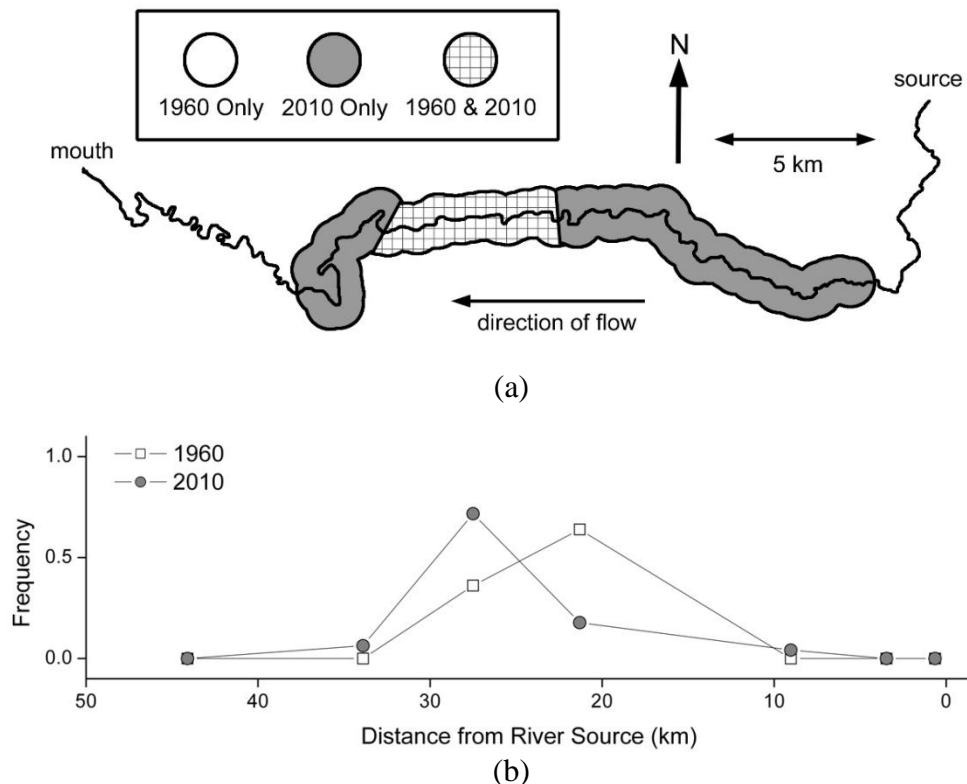 1960 Only 2010 Only 1960 & 2010
N
source
5 km
mouth
direction of flow
(a)
1960
2010
1.0
0.5
0.0
Frequency
50 40 30 20 10 0
Distance from River Source (km)
(b)